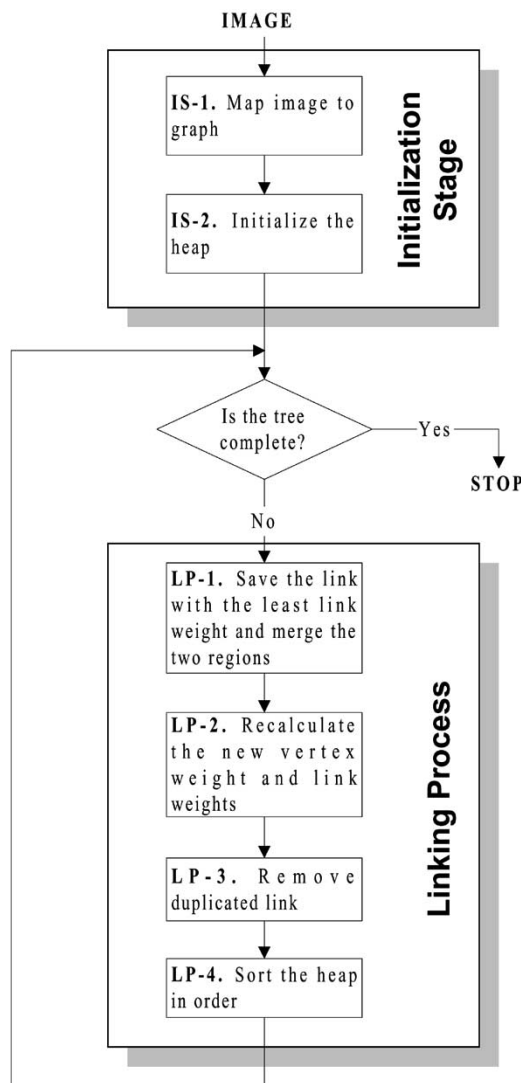 IMAGE
IS-1. Map image to
graph
IS-2. Initialize the
heap
Initialization
Stage
Is the tree
complete?
Yes
STOP
No
LP-1. Save the link
with the least link
weight and merge the
two regions
LP-2. Recalculate
the new vertex
weight and link
weights
LP-3. Remove
duplicated link
LP-4. Sort the heap
in order
Linking Process